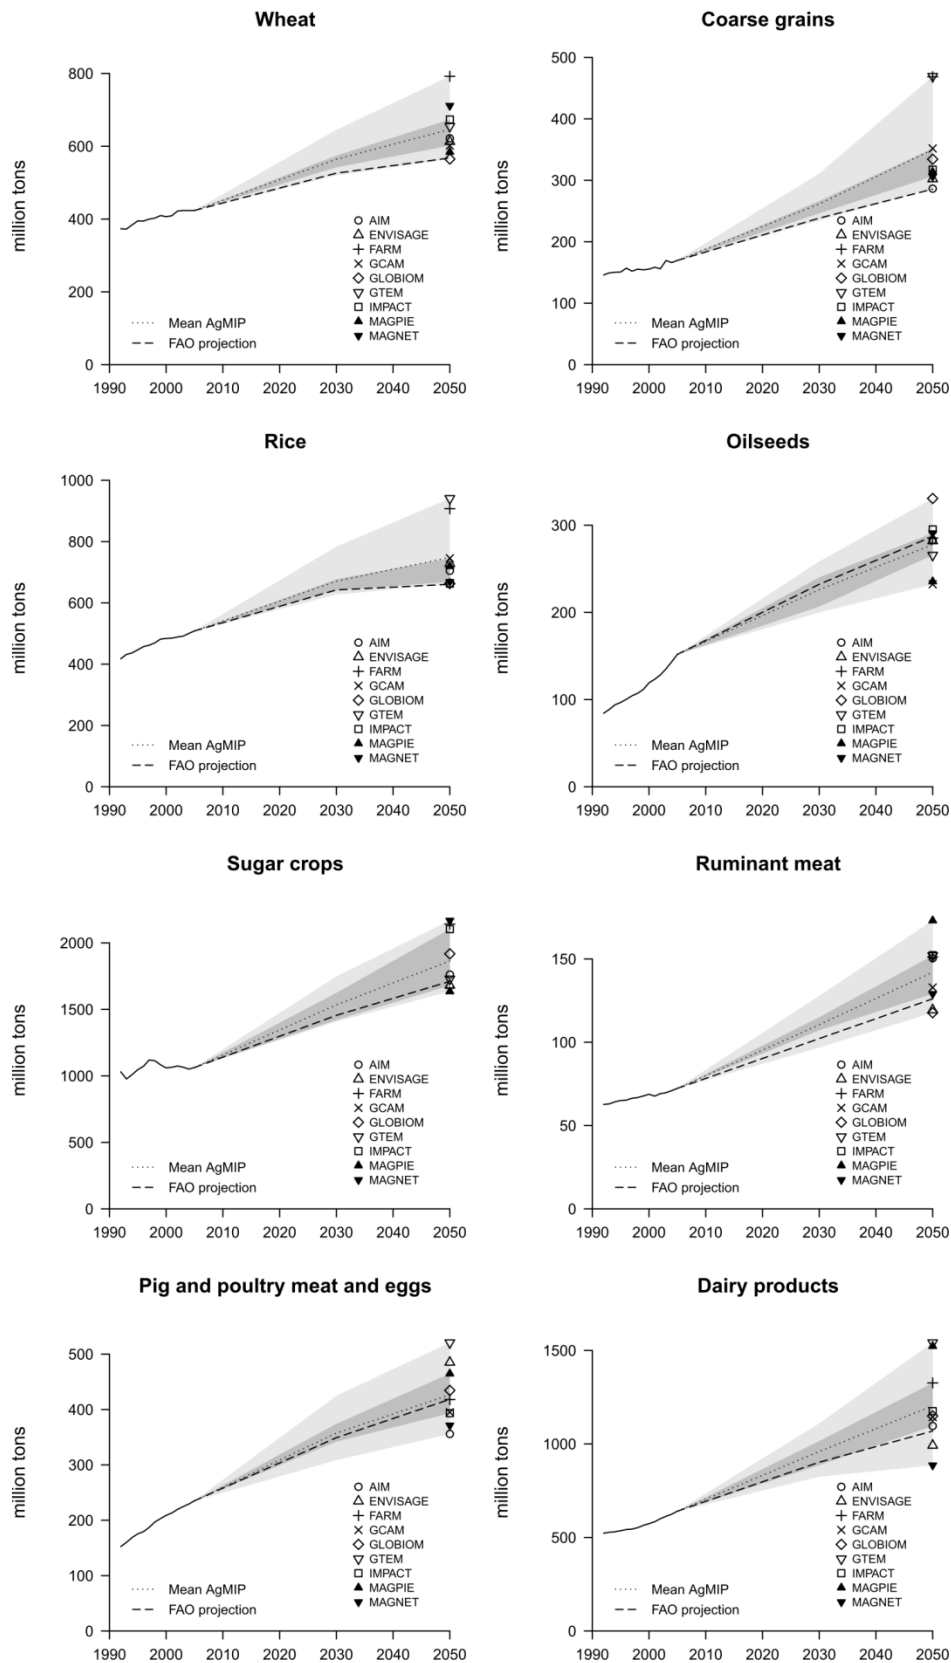 Wheat
million tons
800
600
400
200
0
1990 2000 2010 2020 2030 2040 2050
AIM
ENVISAGE
FARM
GCAM
GLOBIOM
GTEM
IMPACT
MAGPIE
MAGNET
Mean AgMIP
FAO projection
Coarse grains
million tons
500
400
300
200
100
0
1990 2000 2010 2020 2030 2040 2050
AIM
ENVISAGE
FARM
GCAM
GLOBIOM
GTEM
IMPACT
MAGPIE
MAGNET
Mean AgMIP
FAO projection
Rice
million tons
1000
800
600
400
200
0
1990 2000 2010 2020 2030 2040 2050
AIM
ENVISAGE
FARM
GCAM
GLOBIOM
GTEM
IMPACT
MAGPIE
MAGNET
Mean AgMIP
FAO projection
Oilseeds
million tons
300
200
100
0
1990 2000 2010 2020 2030 2040 2050
AIM
ENVISAGE
FARM
GCAM
GLOBIOM
GTEM
IMPACT
MAGPIE
MAGNET
Mean AgMIP
FAO projection
Sugar crops
million tons
2000
1500
1000
500
0
1990 2000 2010 2020 2030 2040 2050
AIM
ENVISAGE
FARM
GCAM
GLOBIOM
GTEM
IMPACT
MAGPIE
MAGNET
Mean AgMIP
FAO projection
Ruminant meat
million tons
150
100
50
0
1990 2000 2010 2020 2030 2040 2050
AIM
ENVISAGE
FARM
GCAM
GLOBIOM
GTEM
IMPACT
MAGPIE
MAGNET
Mean AgMIP
FAO projection
Pig and poultry meat and eggs
million tons
500
400
300
200
100
0
1990 2000 2010 2020 2030 2040 2050
AIM
ENVISAGE
FARM
GCAM
GLOBIOM
GTEM
IMPACT
MAGPIE
MAGNET
Mean AgMIP
FAO projection
Dairy products
million tons
1500
1000
500
0
1990 2000 2010 2020 2030 2040 2050
AIM
ENVISAGE
FARM
GCAM
GLOBIOM
GTEM
IMPACT
MAGPIE
MAGNET
Mean AgMIP
FAO projection